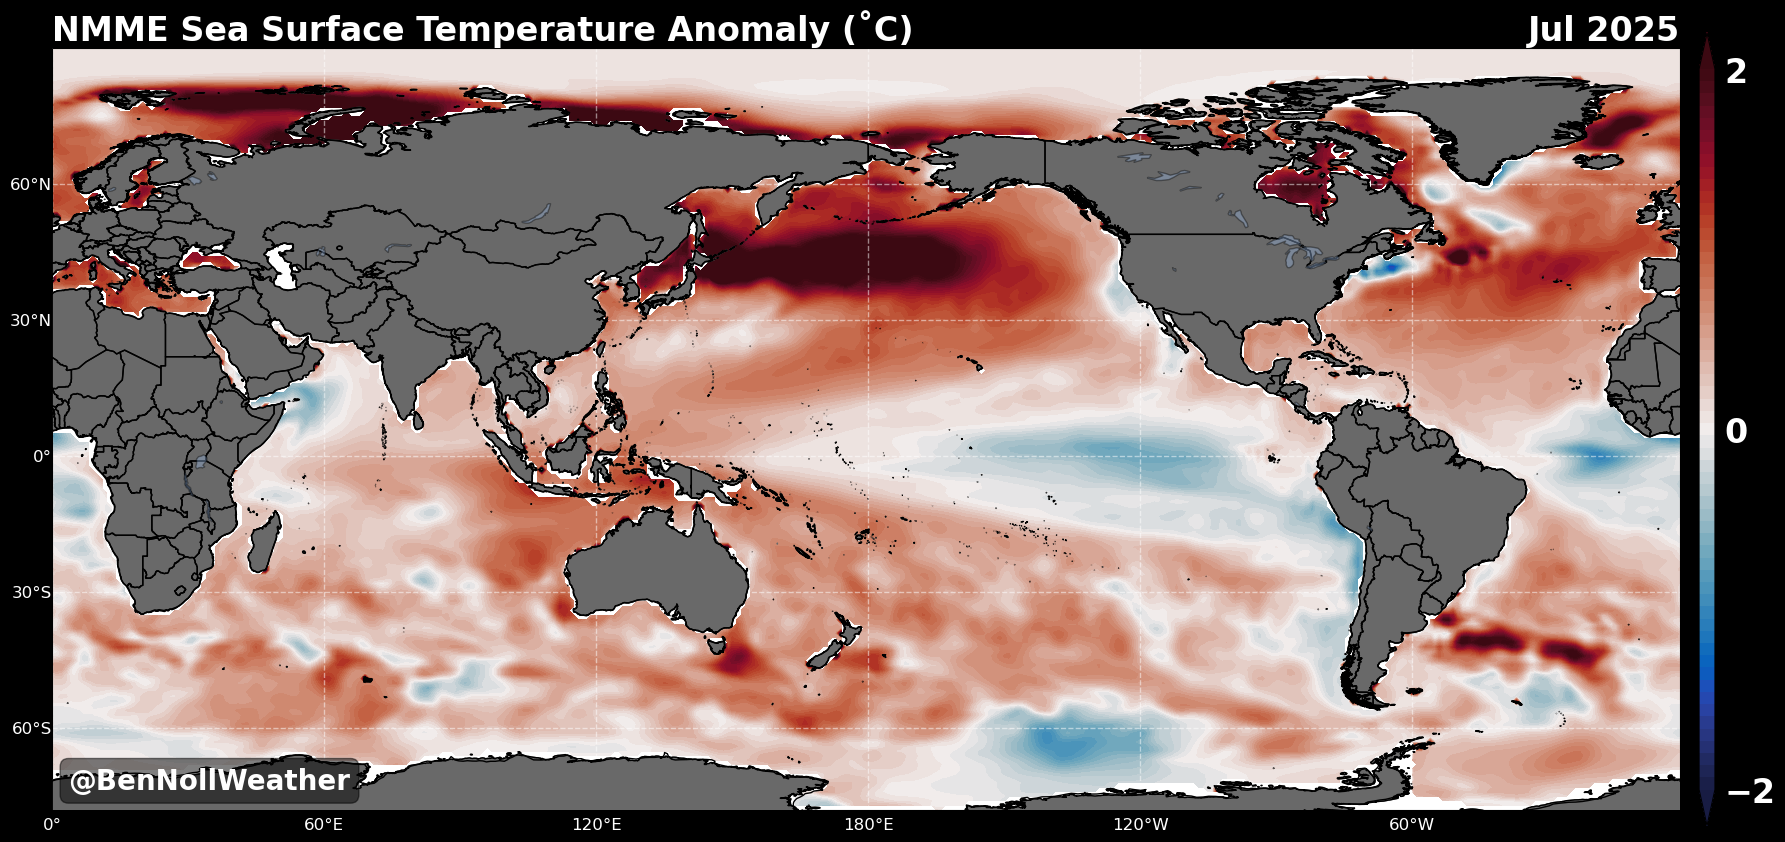 NMME Sea Surface Temperature Anomaly (˚C)
Jul 2025
2
0
−2
60°N
30°N
0°
30°S
60°S
@BenNollWeather
0°
60°E
120°E
180°E
120°W
60°W